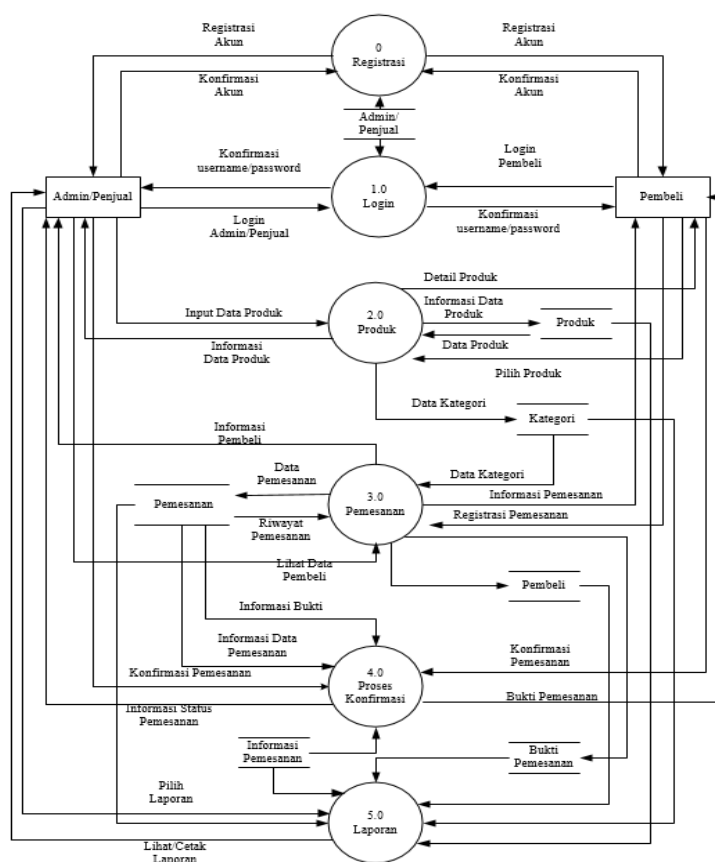 Registrasi
Akun
0
Registrasi
Registrasi
Akun
Konfirmasi
Akun
Konfirmasi
Akun
Admin/
Penjual
Konfirmasi
username/password
Login
Pembeli
Admin/Penjual
1.0
Login
Pembeli
Login
Admin/Penjual
Konfirmasi
username/password
Detail Produk
Input Data Produk
2.0
Produk
Informasi Data
Produk
Produk
Informasi
Data Produk
Data Produk
Pilih Produk
Data Kategori
Kategori
Informasi
Pembeli
Data
Pemesanan
Data Kategori
Pemesanan
3.0
Pemesanan
Informasi Pemesanan
Riwayat
Pemesanan
Registrasi Pemesanan
Lihat Data
Pembeli
Pembeli
Informasi Bukti
Informasi Data
Pemesanan
Konfirmasi
Pemesanan
Konfirmasi Pemesanan
4.0
Proses
Konfirmasi
Informasi Status
Pemesanan
Bukti Pemesanan
Informasi
Pemesanan
Bukti
Pemesanan
Pilih
Laporan
5.0
Laporan
Lihat/Cetak
Laporan